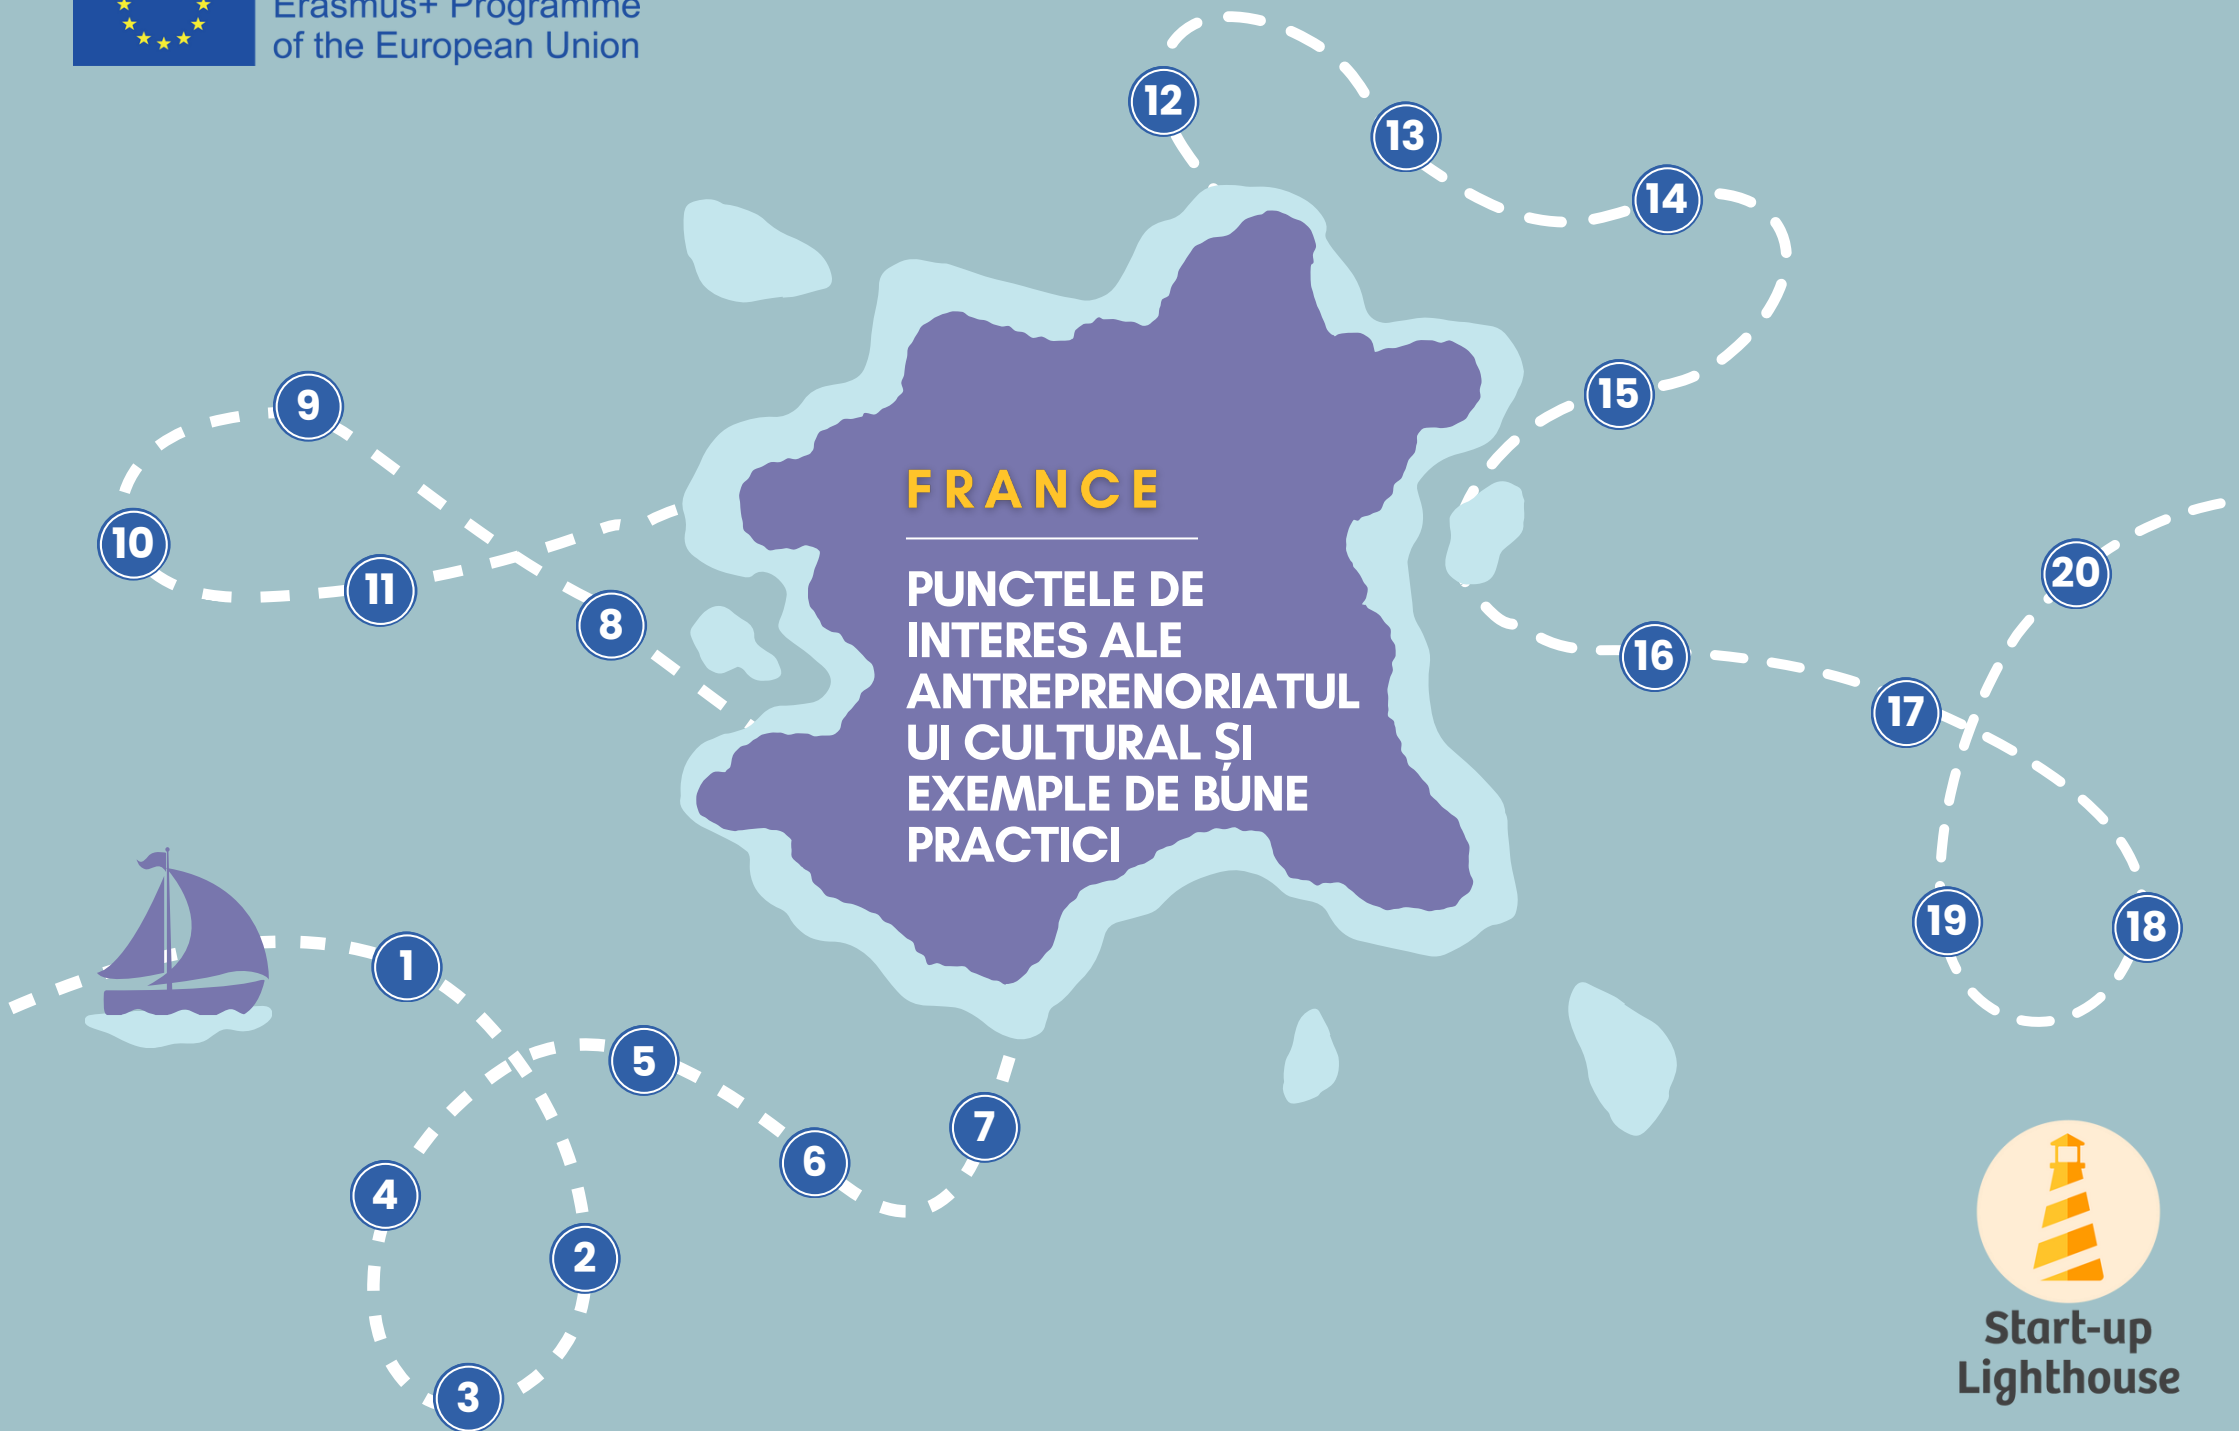 Erasmus+ Programme
of the European Union
12
13
14
15
9
10
11
8
FRANCE
PUNCTELE DE
INTERES ALE
ANTREPRENORIATUL
UI CULTURAL ȘI
EXEMPLE DE BUNE
PRACTICI
16
17
20
19
18
1
5
7
6
4
2
3
Start-up
Lighthouse